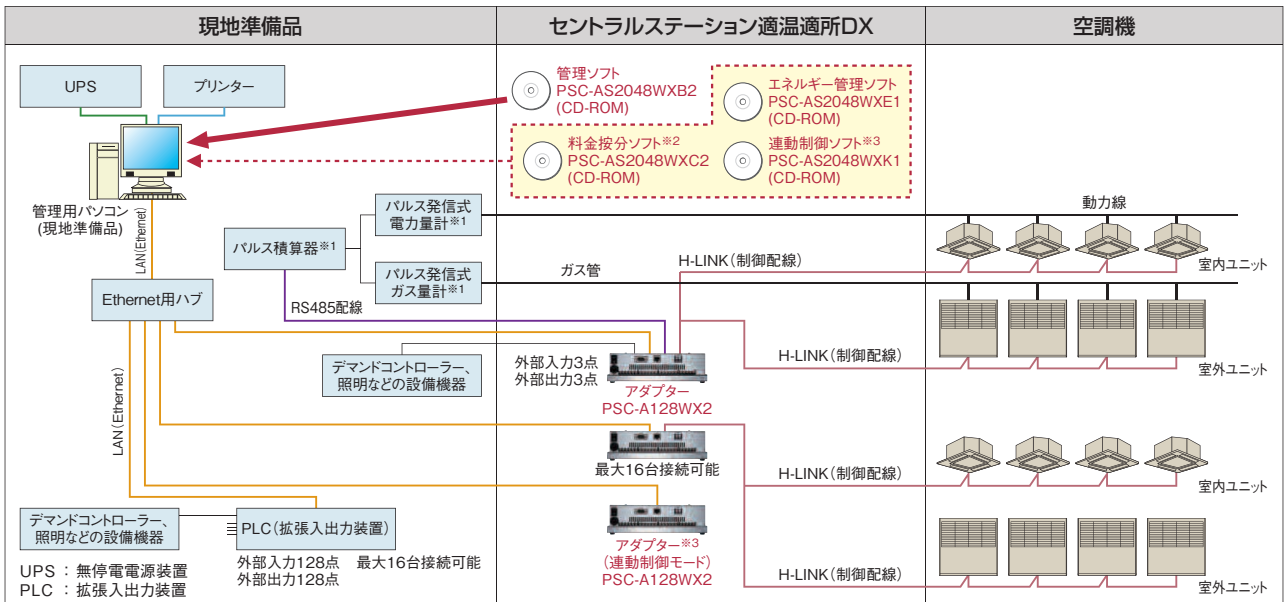 現地準備品
セントラルステーション適温適所DX
空調機
UPS
プリンター
管理ソフト
PSC-AS2048WXB2
(CD-ROM)
エネルギー管理ソフト
PSC-AS2048WXE1
(CD-ROM)
料金按分ソフト※2
PSC-AS2048WXC2
(CD-ROM)
連動制御ソフト※3
PSC-AS2048WXK1
(CD-ROM)
管理用パソコン
(現地準備品)
LAN(Ethernet)
パルス積算器※1
パルス発信式
電力量計※1
パルス発信式
ガス量計※1
動力線
ガス管
H-LINK(制御配線)
室内ユニット
Ethernet用ハブ
RS485配線
デマンドコントローラー、
照明などの設備機器
外部入力3点
外部出力3点
アダプター
PSC-A128WX2
H-LINK(制御配線)
室外ユニット
LAN(Ethernet)
最大16台接続可能
H-LINK(制御配線)
室内ユニット
デマンドコントローラー、
照明などの設備機器
PLC(拡張入出力装置)
外部入力128点 最大16台接続可能
外部出力128点
アダプター※3
(連動制御モード)
PSC-A128WX2
H-LINK(制御配線)
室外ユニット
UPS : 無停電電源装置
PLC : 拡張入出力装置